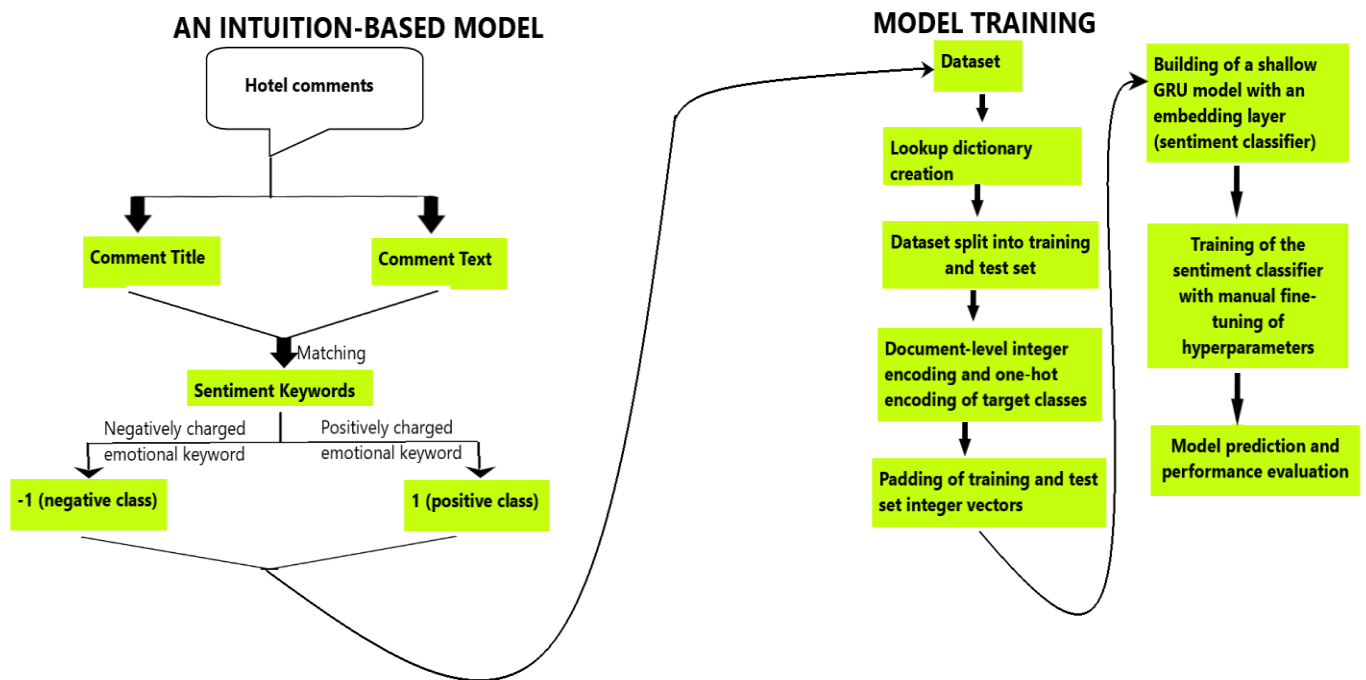 AN INTUITION-BASED MODEL
Hotel comments
Comment Title
Comment Text
Matching
Sentiment Keywords
Negatively charged
emotional keyword
Positively charged
emotional keyword
-1 (negative class)
1 (positive class)
MODEL TRAINING
Dataset
Lookup dictionary
creation
Dataset split into training
and test set
Document-level integer
encoding and one-hot
encoding of target classes
Padding of training and test
set integer vectors
Building of a shallow
GRU model with an
embedding layer
(sentiment classifier)
Training of the
sentiment classifier
with manual fine-
tuning of
hyperparameters
Model prediction and
performance evaluation